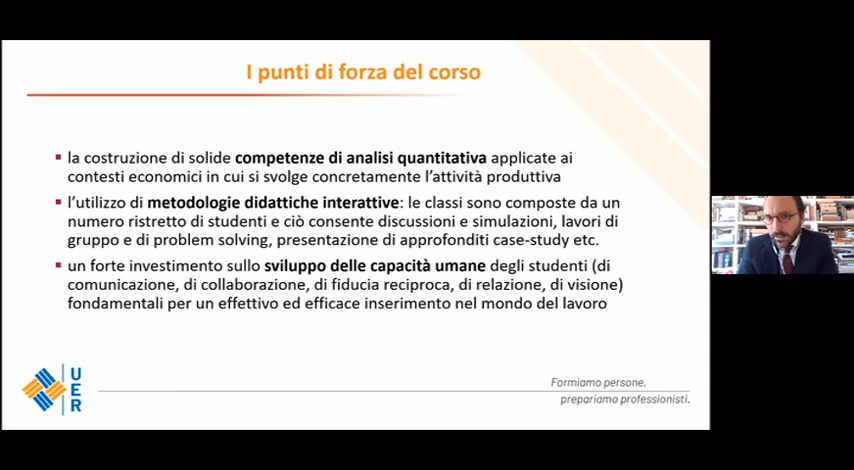 I punti di forza del corso
la costruzione di solide competenze di analisi quantitativa applicate ai
contesti economici in cui si svolge concretamente l'attività produttiva
l'utilizzo di metodologie didattiche interattive: le classi sono composte da un
numero ristretto di studenti e ciò consente discussioni e simulazioni, lavori di
gruppo e di problem solving, presentazione di approfonditi case-study etc.
un forte investimento sullo sviluppo delle capacità umane degli studenti (di
comunicazione, di collaborazione, di fiducia reciproca, di relazione, di visione)
fondamentali per un effettivo ed efficace inserimento nel mondo del lavoro
UER
Formiamo persone,
prepariamo professionisti.